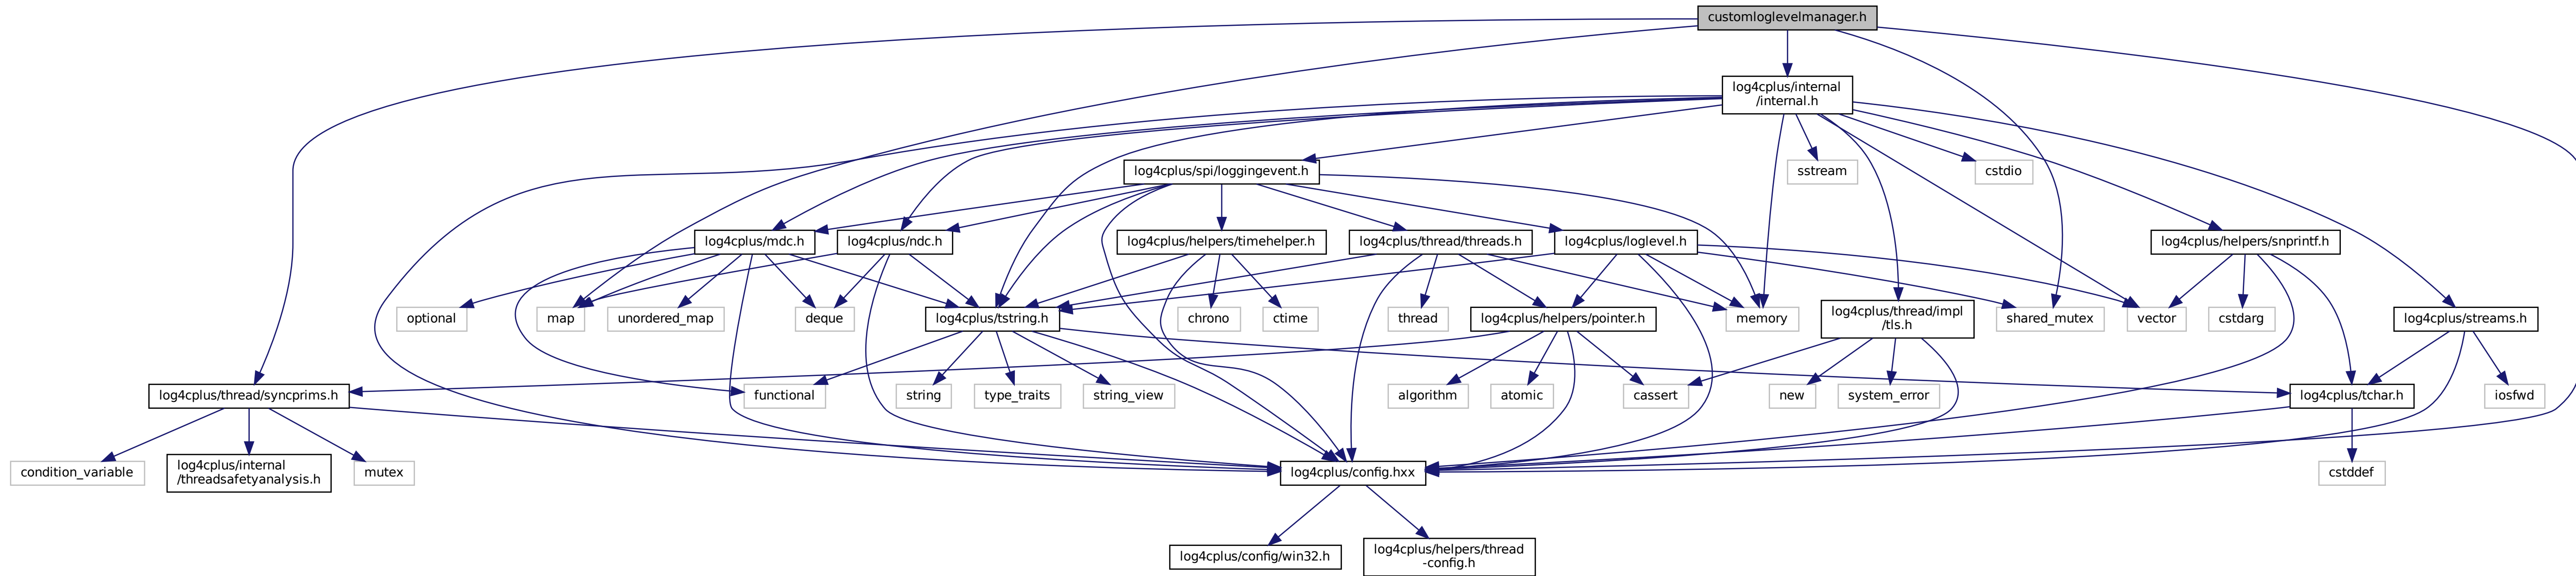 customloglevelmanager.h
log4cplus/internal
/internal.h
log4cplus/spi/loggingevent.h
sstream
cstdio
log4cplus/mdc.h
log4cplus/ndc.h
log4cplus/helpers/timehelper.h
log4cplus/thread/threads.h
log4cplus/loglevel.h
log4cplus/helpers/snprintf.h
optional
map
unordered_map
deque
log4cplus/tstring.h
chrono
ctime
thread
log4cplus/helpers/pointer.h
memory
log4cplus/thread/impl
/tls.h
shared_mutex
vector
cstdarg
log4cplus/streams.h
log4cplus/thread/syncprims.h
functional
string
type_traits
string_view
algorithm
atomic
cassert
new
system_error
log4cplus/tchar.h
iosfwd
condition_variable
log4cplus/internal
/threadsafetyanalysis.h
mutex
log4cplus/config.hxx
cstddef
log4cplus/config/win32.h
log4cplus/helpers/thread
-config.h